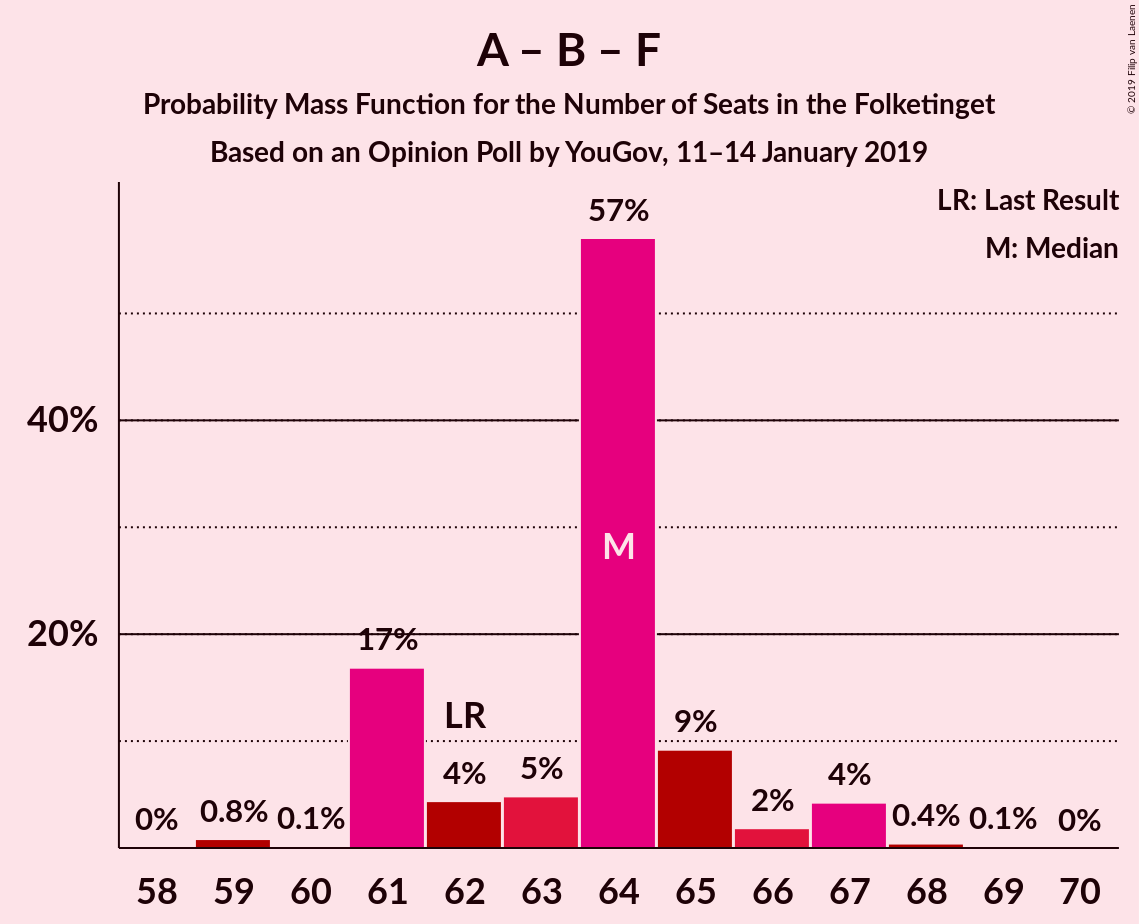 A – B – F
Probability Mass Function for the Number of Seats in the Folketinget
Based on an Opinion Poll by YouGov, 11–14 January 2019
© 2019 Filip van Laenen
LR: Last Result
M: Median
57%
40%
M
20%
17%
LR
9%
4%
5%
4%
2%
0%
0.8%
0.1%
0.4%
0.1%
0%
58 59 60 61 62 63 64 65 66 67 68 69 70